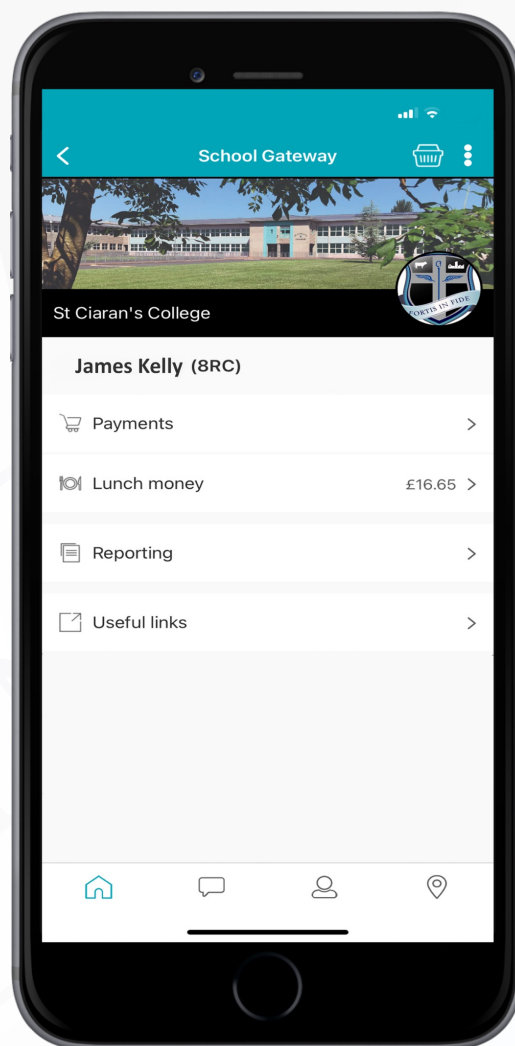 School Gateway
St Ciaran's College
FORTIS IN FIDE
James Kelly (8RC)
Payments
Lunch money £16.65
Reporting
Useful links